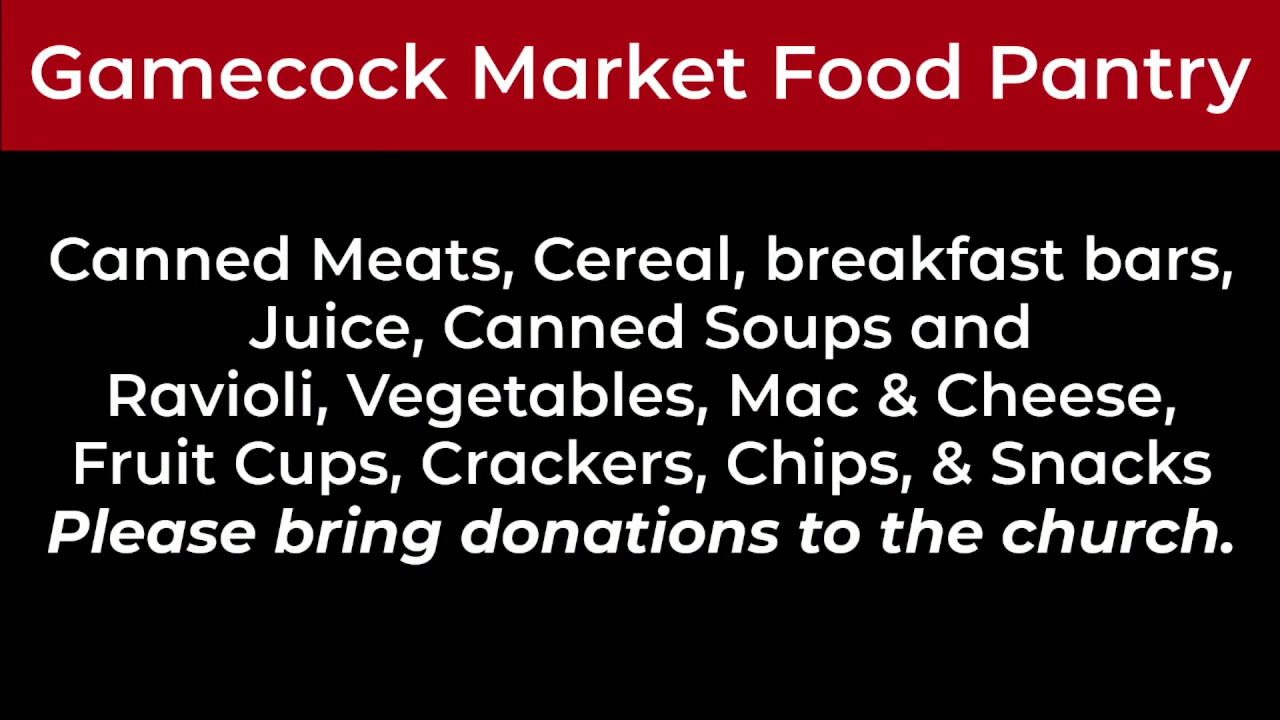 Gamecock Market Food Pantry
Canned Meats, Cereal, breakfast bars,
Juice, Canned Soups and
Ravioli, Vegetables, Mac & Cheese,
Fruit Cups, Crackers, Chips, & Snacks
Please bring donations to the church.